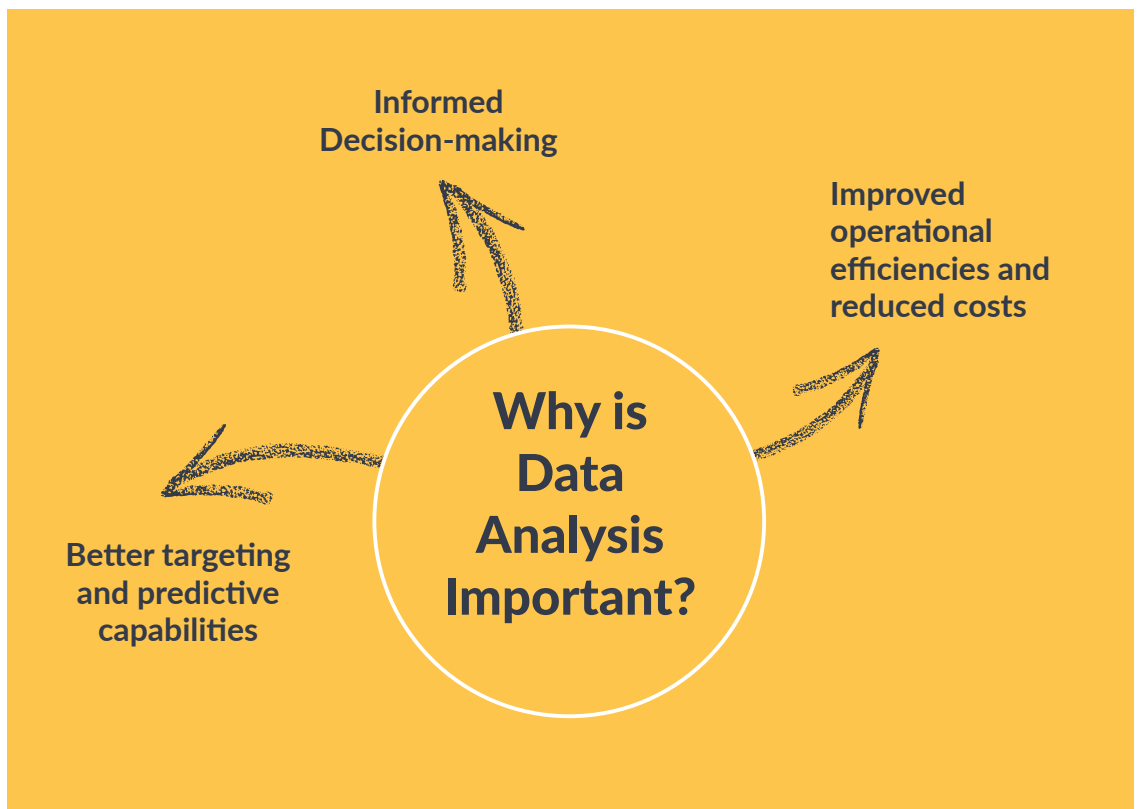 Informed
Decision-making
Improved
operational
efficiencies and
reduced costs
Why is
Data
Analysis
Important?
Better targeting
and predictive
capabilities